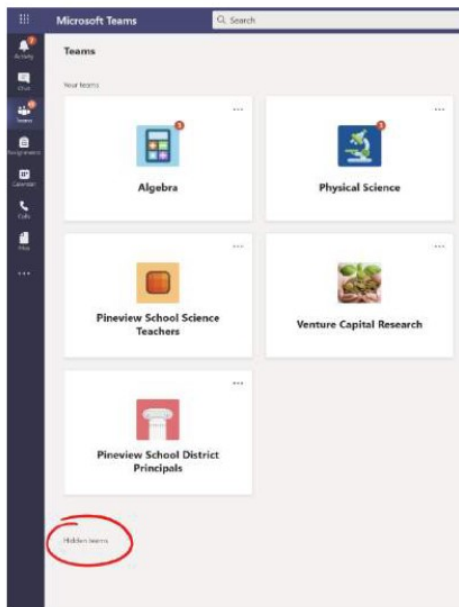 Microsoft Teams
Search
Activity
Chat
Teams
Assignments
Calendar
Calls
Files
Teams
Your teams
Algebra
Physical Science
Pineview School Science
Teachers
Venture Capital Research
Pineview School District
Principals
Hidden teams